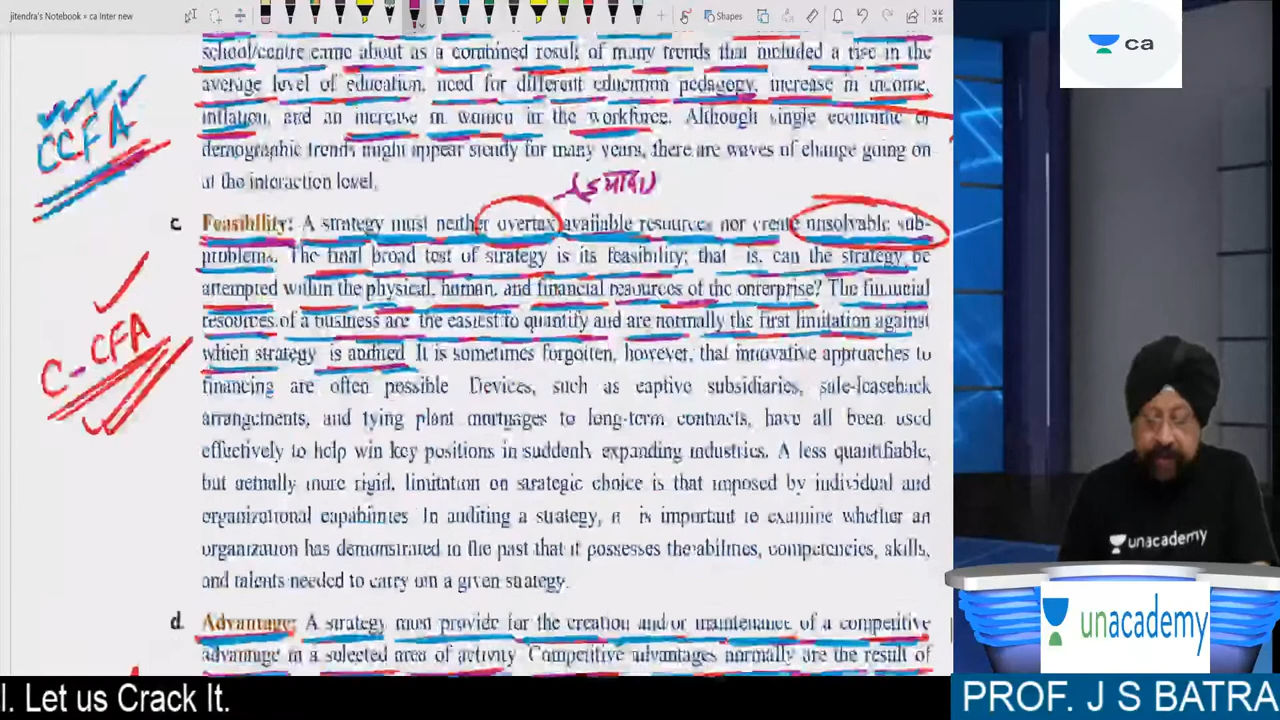 jitendra's Notebook » ca Inter new
Shapes
ca
school/centre came about as a combined result of many trends that included a rise in the
average level of education, need for different education pedagogy, increase in income,
inflation, and an increase in women in the workforce. Although single economic or
demographic trends might appear steady for many years, there are waves of change going on
at the interaction level.
CCFA
c Feasibility: A strategy must neither overtax available resources nor create unsolvable sub-
problems. The final broad test of strategy is its feasibility; that is, can the strategy be
attempted within the physical, human, and financial resources of the enterprise? The financial
resources of a business are the easiest to quantify and are normally the first limitation against
which strategy is audited. It is sometimes forgotten, however, that innovative approaches to
C-CFA
financing are often possible Devices, such as captive subsidiaries, sale-leaseback
arrangements, and tying plant mortgages to long-term contracts, have all been used
effectively to help win key positions in suddenly expanding industries. A less quantifiable,
but actually more rigid, limitation on strategic choice is that imposed by individual and
organizational capabilities. In auditing a strategy, it is important to examine whether an
organization has demonstrated in the past that it possesses the abilities, competencies, skills,
and talents needed to carry out a given strategy.
d. Advantage: A strategy must provide for the creation and/or maintenance of a competitive
advantage in a selected area of activity. Competitive advantages normally are the result of
unacademy
unacademy
I. Let us Crack It.
PROF. J S BATRA